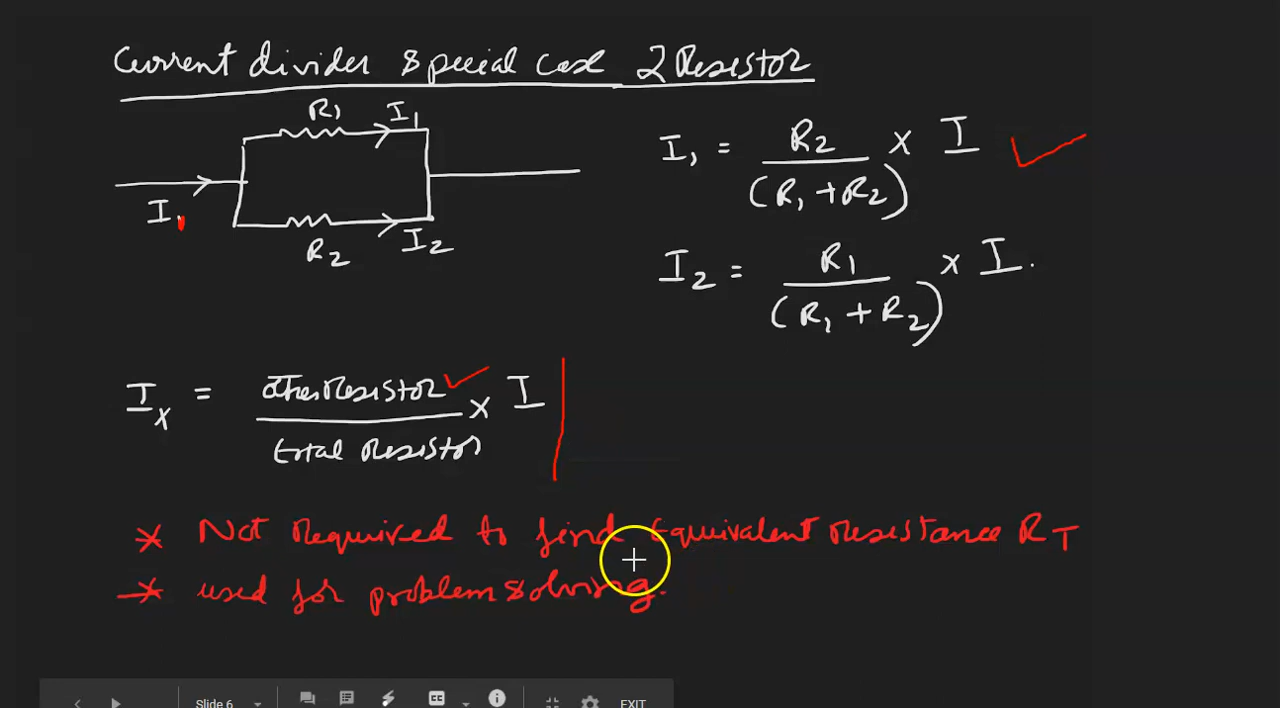 Current divider special case 2 Resistor
R1 I1
I
R2 I2
I1 = R2 / (R1 + R2) × I ✓
I2 = R1 / (R1 + R2) × I.
Ix = other Resistor ✓ / total Resistor × I
* Not Required to find Equivalent Resistance RT
* used for problem solving.
Slide 6 CC EXIT